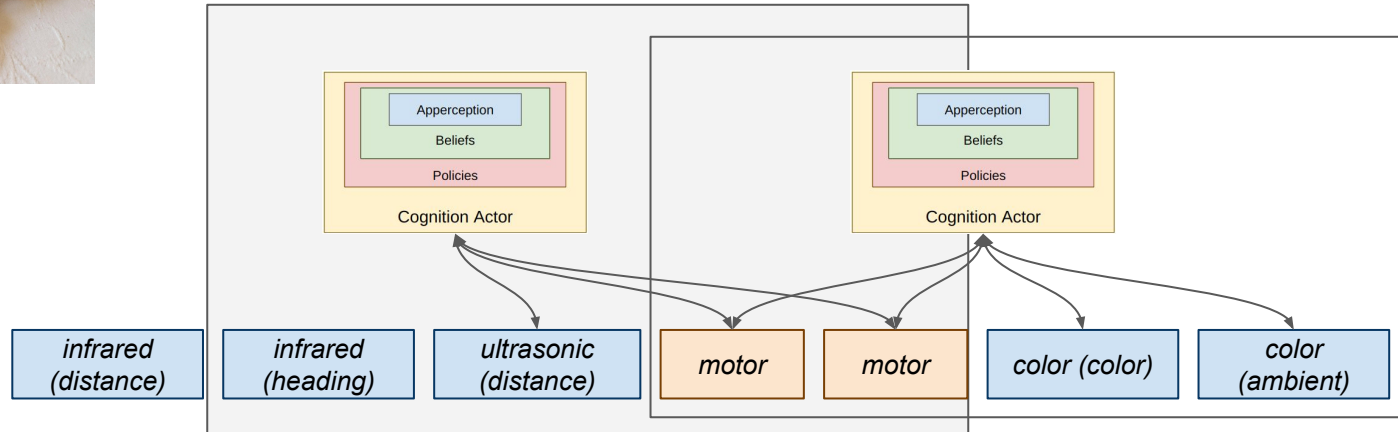 Apperception
Beliefs
Policies
Cognition Actor
Apperception
Beliefs
Policies
Cognition Actor
infrared
(distance)
infrared
(heading)
ultrasonic
(distance)
motor
motor
color (color)
color
(ambient)